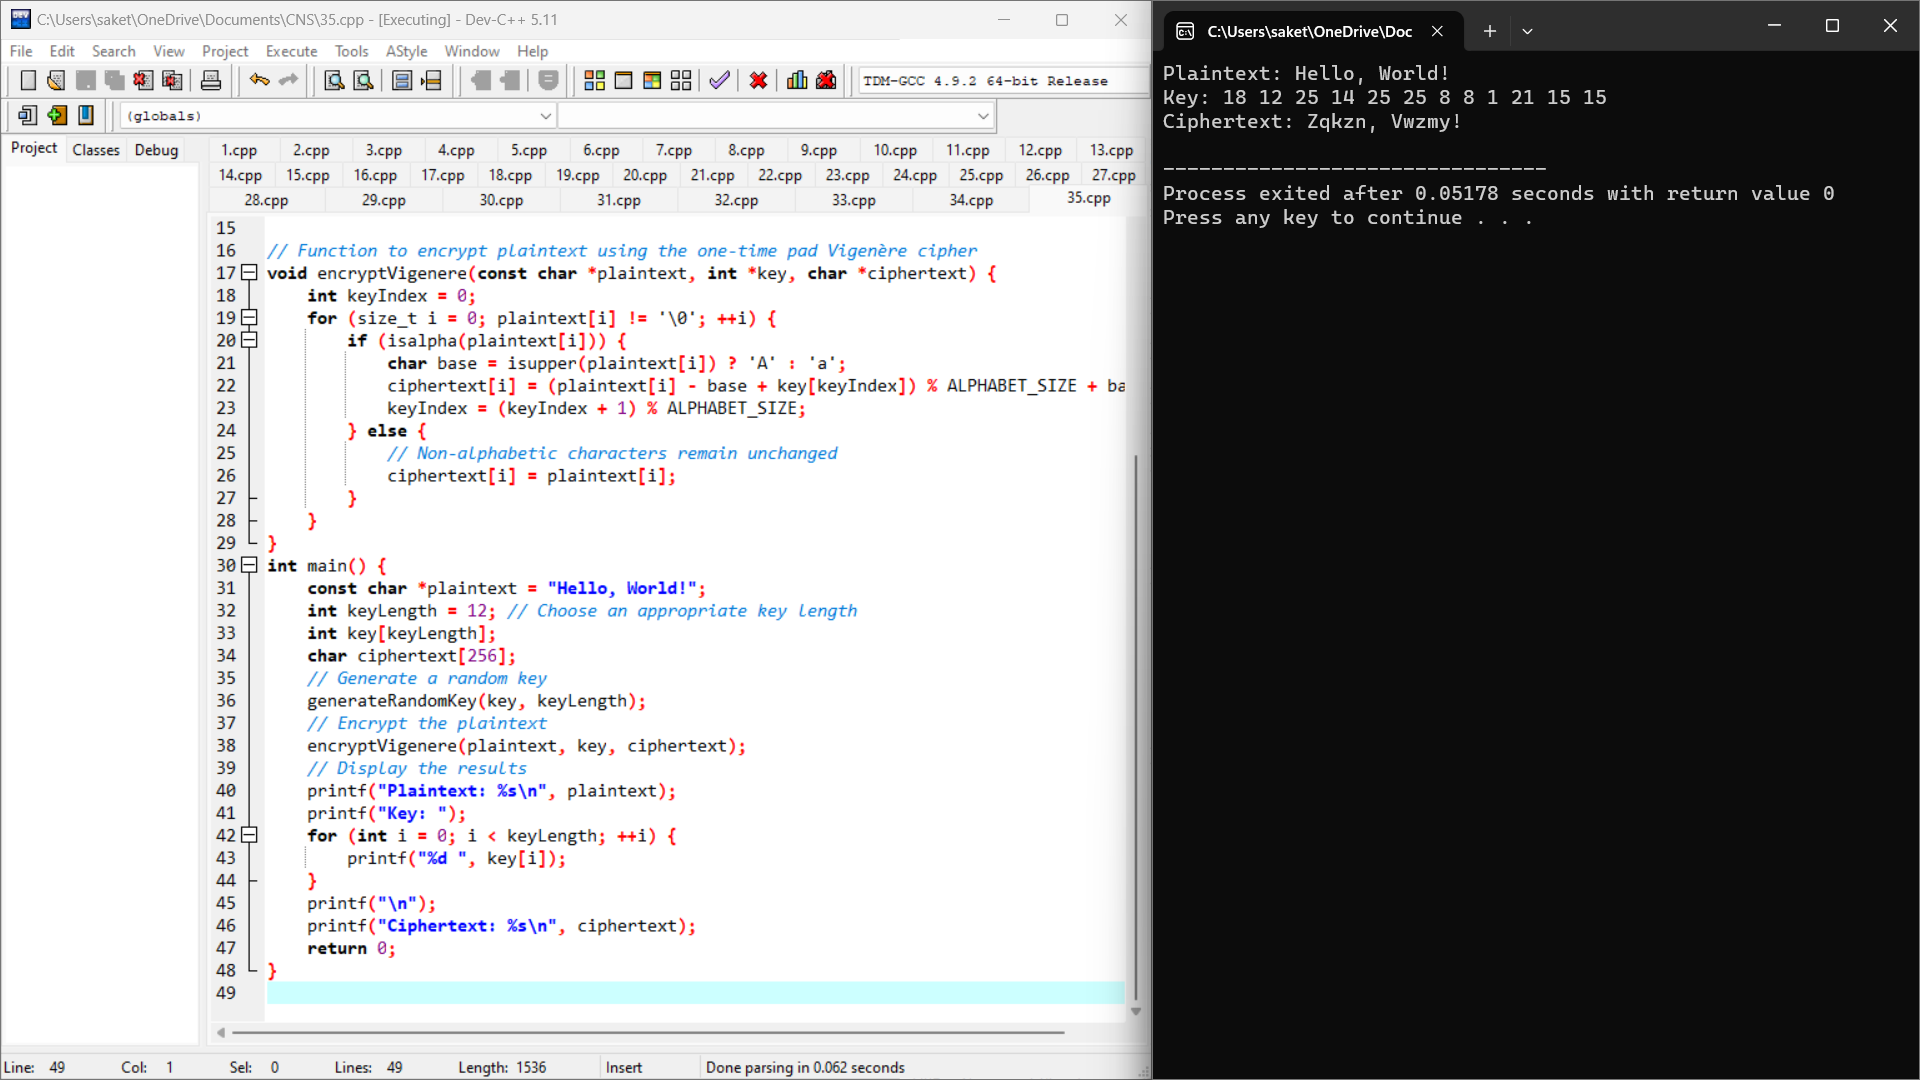 C:\Users\saket\OneDrive\Documents\CNS\35.cpp - [Executing] - Dev-C++ 5.11
File Edit Search View Project Execute Tools AStyle Window Help
TDM-GCC 4.9.2 64-bit Release
(globals)
Project Classes Debug
1.cpp 2.cpp 3.cpp 4.cpp 5.cpp 6.cpp 7.cpp 8.cpp 9.cpp 10.cpp 11.cpp 12.cpp 13.cpp
14.cpp 15.cpp 16.cpp 17.cpp 18.cpp 19.cpp 20.cpp 21.cpp 22.cpp 23.cpp 24.cpp 25.cpp 26.cpp 27.cpp
28.cpp 29.cpp 30.cpp 31.cpp 32.cpp 33.cpp 34.cpp 35.cpp
15
16 // Function to encrypt plaintext using the one-time pad Vigenère cipher
17 void encryptVigenere(const char *plaintext, int *key, char *ciphertext) {
18     int keyIndex = 0;
19     for (size_t i = 0; plaintext[i] != '\0'; ++i) {
20         if (isalpha(plaintext[i])) {
21             char base = isupper(plaintext[i]) ? 'A' : 'a';
22             ciphertext[i] = (plaintext[i] - base + key[keyIndex]) % ALPHABET_SIZE + ba
23             keyIndex = (keyIndex + 1) % ALPHABET_SIZE;
24         } else {
25             // Non-alphabetic characters remain unchanged
26             ciphertext[i] = plaintext[i];
27         }
28     }
29 }
30 int main() {
31     const char *plaintext = "Hello, World!";
32     int keyLength = 12; // Choose an appropriate key length
33     int key[keyLength];
34     char ciphertext[256];
35     // Generate a random key
36     generateRandomKey(key, keyLength);
37     // Encrypt the plaintext
38     encryptVigenere(plaintext, key, ciphertext);
39     // Display the results
40     printf("Plaintext: %s\n", plaintext);
41     printf("Key: ");
42     for (int i = 0; i < keyLength; ++i) {
43         printf("%d ", key[i]);
44     }
45     printf("\n");
46     printf("Ciphertext: %s\n", ciphertext);
47     return 0;
48 }
49
Line: 49 Col: 1 Sel: 0 Lines: 49 Length: 1536 Insert Done parsing in 0.062 seconds
C:\Users\saket\OneDrive\Doc
Plaintext: Hello, World!
Key: 18 12 25 14 25 25 8 8 1 21 15 15
Ciphertext: Zqkzn, Vwzmy!
--------------------------------
Process exited after 0.05178 seconds with return value 0
Press any key to continue . . .